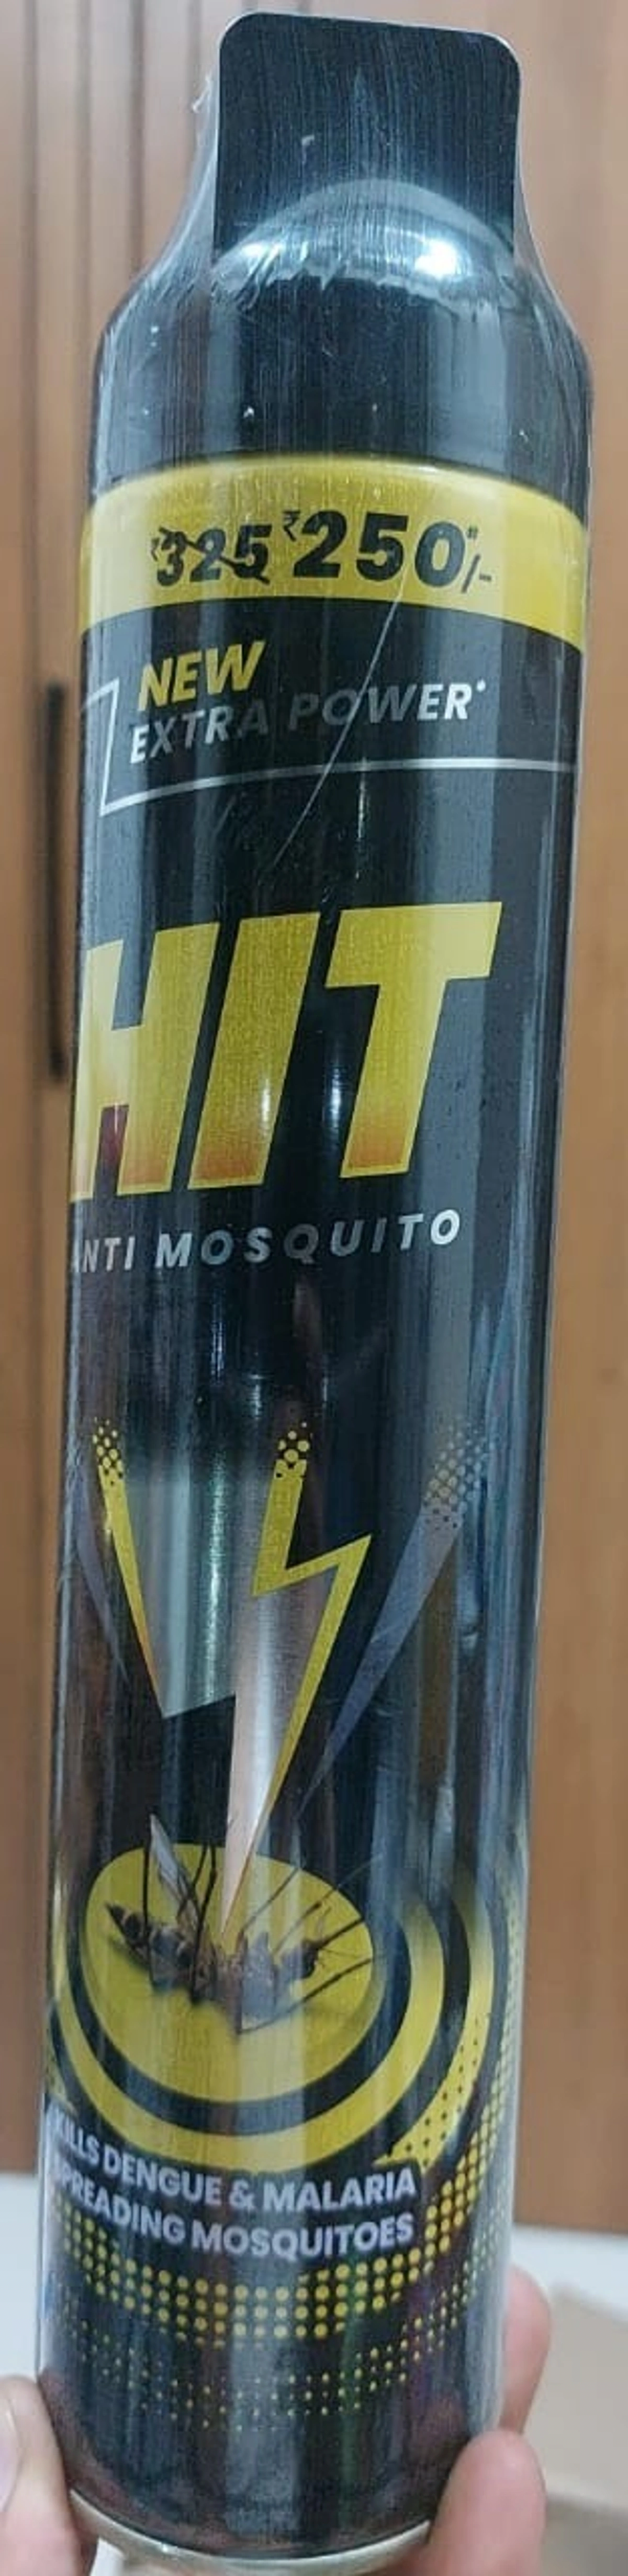 ₹325 ₹250#/-
NEW
EXTRA POWER*
HIT
ANTI MOSQUITO
KILLS DENGUE & MALARIA
SPREADING MOSQUITOES